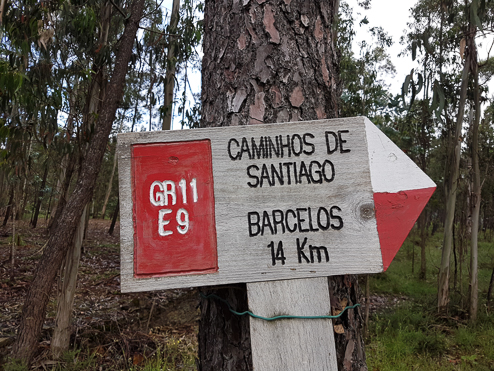 GR11
E9
CAMINHOS DE
SANTIAGO
BARCELOS
14 Km